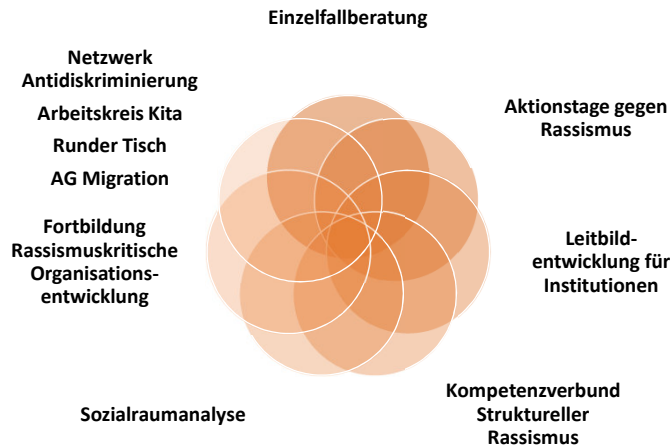 Einzelfallberatung
Netzwerk
Antidiskriminierung
Arbeitskreis Kita
Runder Tisch
AG Migration
Fortbildung
Rassismuskritische
Organisations-
entwicklung
Aktionstage gegen
Rassismus
Leitbild-
entwicklung für
Institutionen
Sozialraumanalyse
Kompetenzverbund
Struktureller
Rassismus